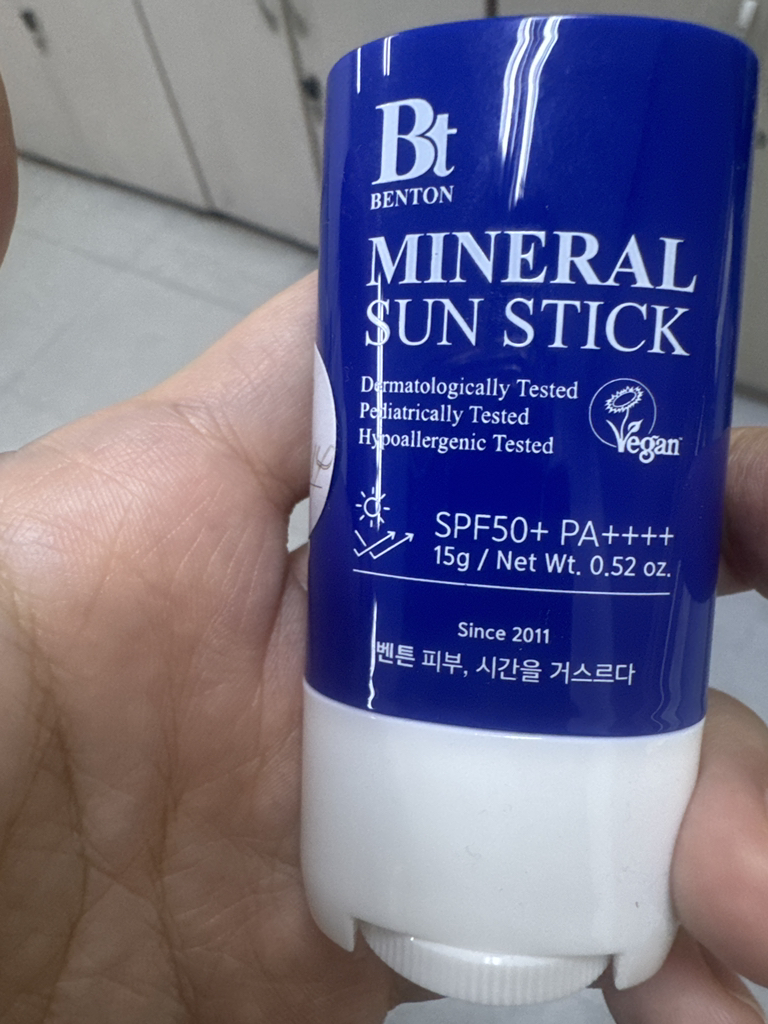 Bt
BENTON
MINERAL
SUN STICK
Dermatologically Tested
Pediatrically Tested
Hypoallergenic Tested
Vegan™
SPF50+ PA++++
15g / Net Wt. 0.52 oz.
Since 2011
벤튼 피부, 시간을 거스르다